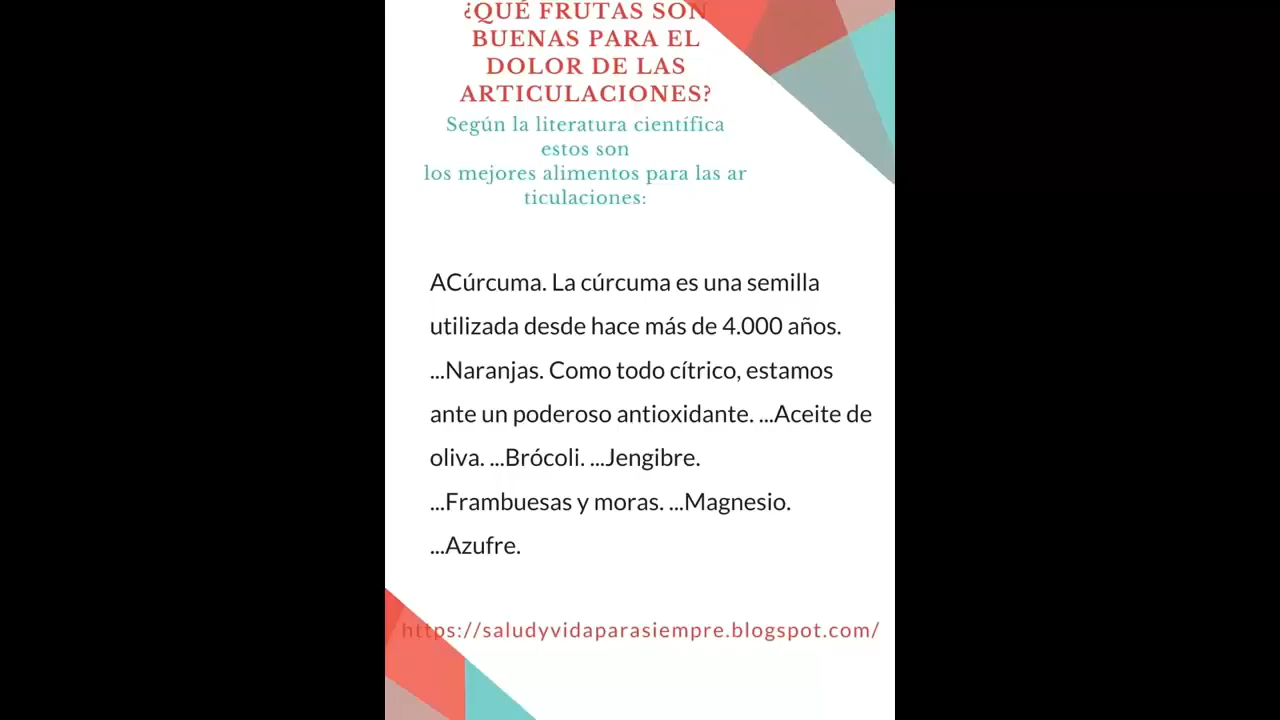 ¿QUÉ FRUTAS SON
BUENAS PARA EL
DOLOR DE LAS
ARTICULACIONES?
Según la literatura científica
estos son
los mejores alimentos para las ar
ticulaciones:
ACúrcuma. La cúrcuma es una semilla
utilizada desde hace más de 4.000 años.
...Naranjas. Como todo cítrico, estamos
ante un poderoso antioxidante. ...Aceite de
oliva. ...Brócoli. ...Jengibre.
...Frambuesas y moras. ...Magnesio.
...Azufre.
https://saludyvidaparasiempre.blogspot.com/